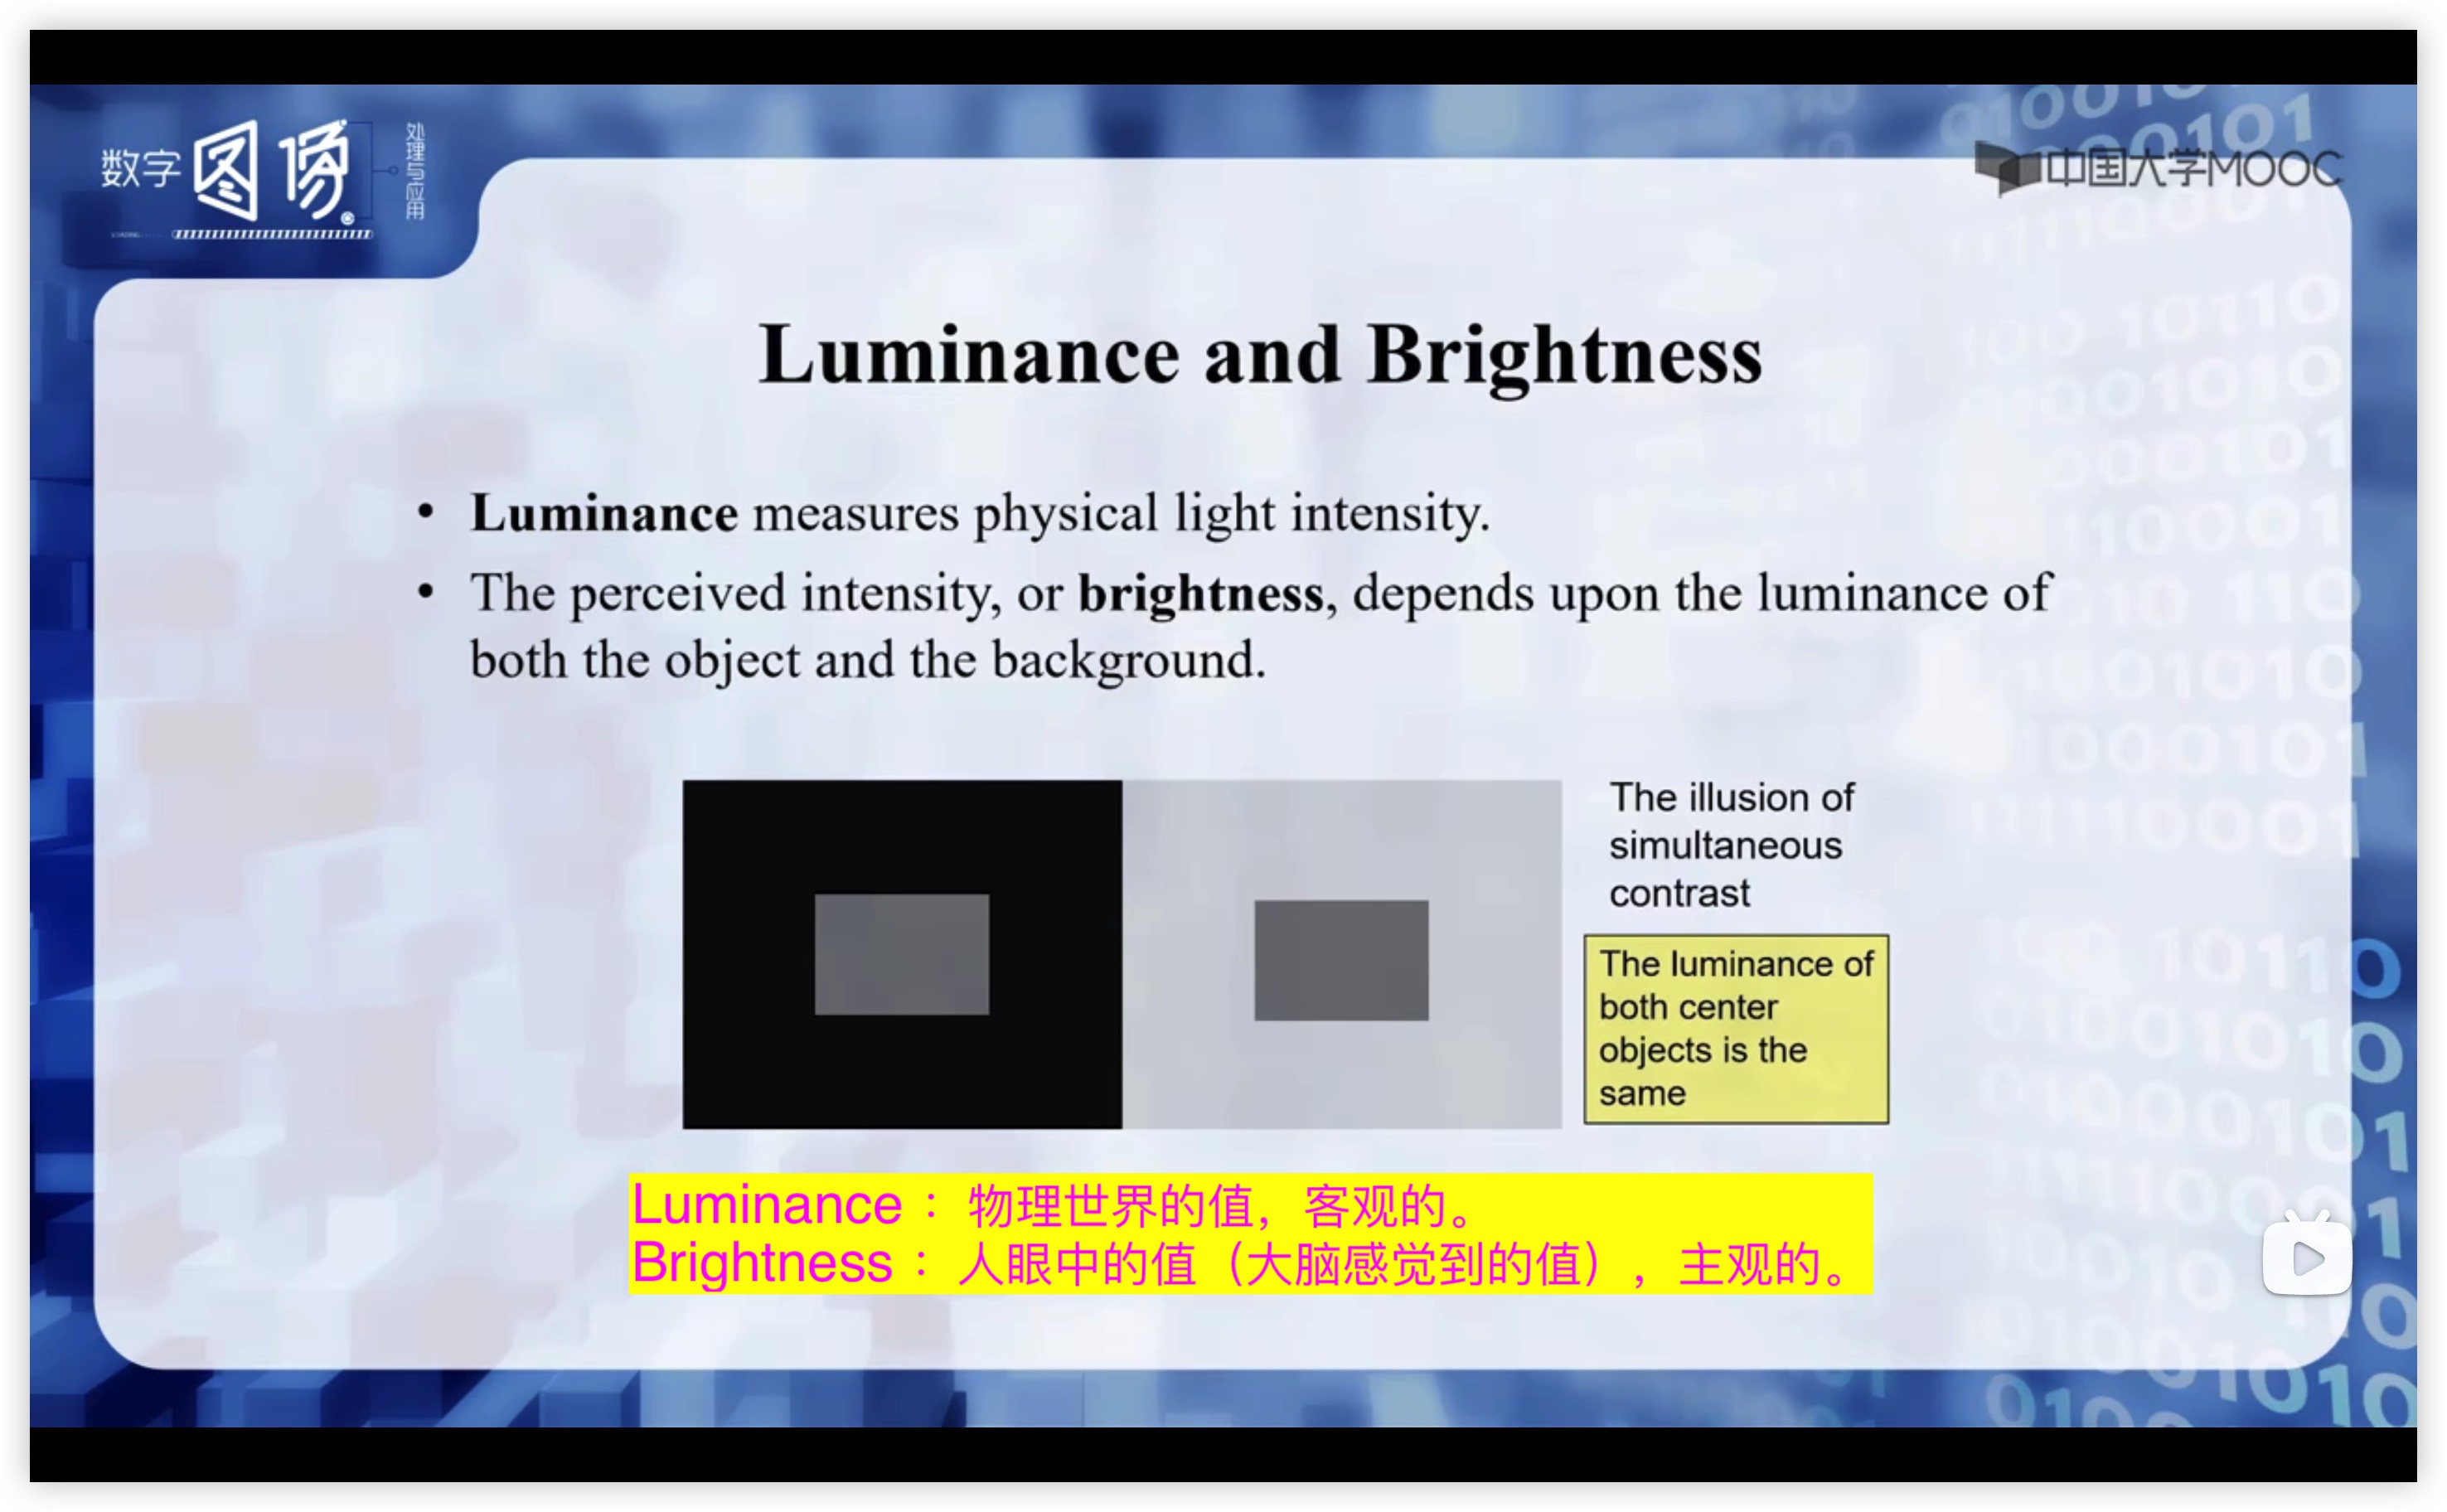 数字图像
处理与应用
中国大学MOOC
Luminance and Brightness
• Luminance measures physical light intensity.
• The perceived intensity, or brightness, depends upon the luminance of
both the object and the background.
The illusion of
simultaneous
contrast
The luminance of
both center
objects is the
same
Luminance：物理世界的值，客观的。
Brightness：人眼中的值（大脑感觉到的值），主观的。